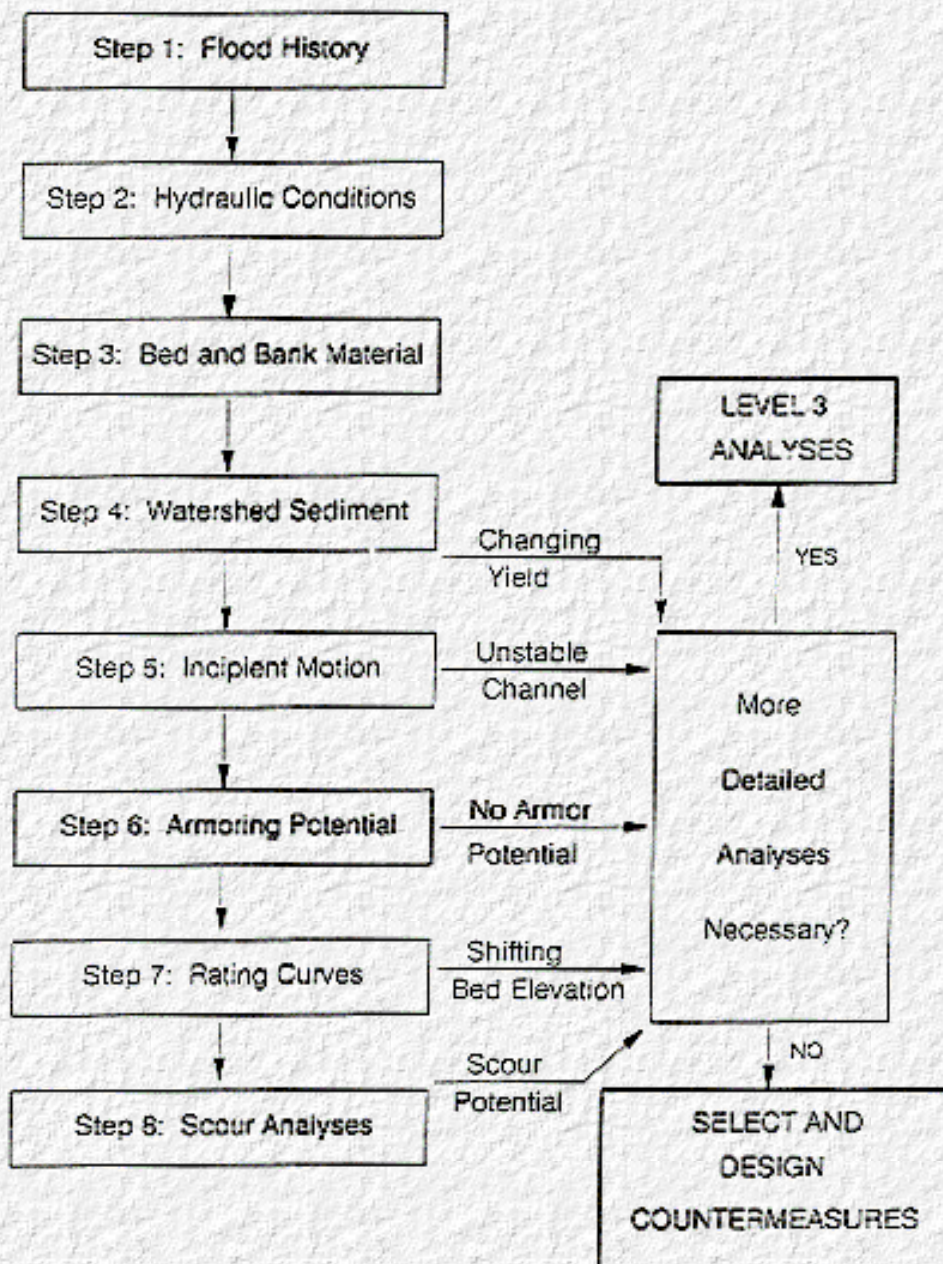 Step 1: Flood History
Step 2: Hydraulic Conditions
Step 3: Bed and Bank Material
LEVEL 3
ANALYSES
Step 4: Watershed Sediment
Changing
Yield
YES
Step 5: Incipient Motion
Unstable
Channel
More
Detailed
Analyses
Necessary?
Step 6: Armoring Potential
No Armor
Potential
Step 7: Rating Curves
Shifting
Bed Elevation
NO
Step 8: Scour Analyses
Scour
Potential
SELECT AND
DESIGN
COUNTERMEASURES